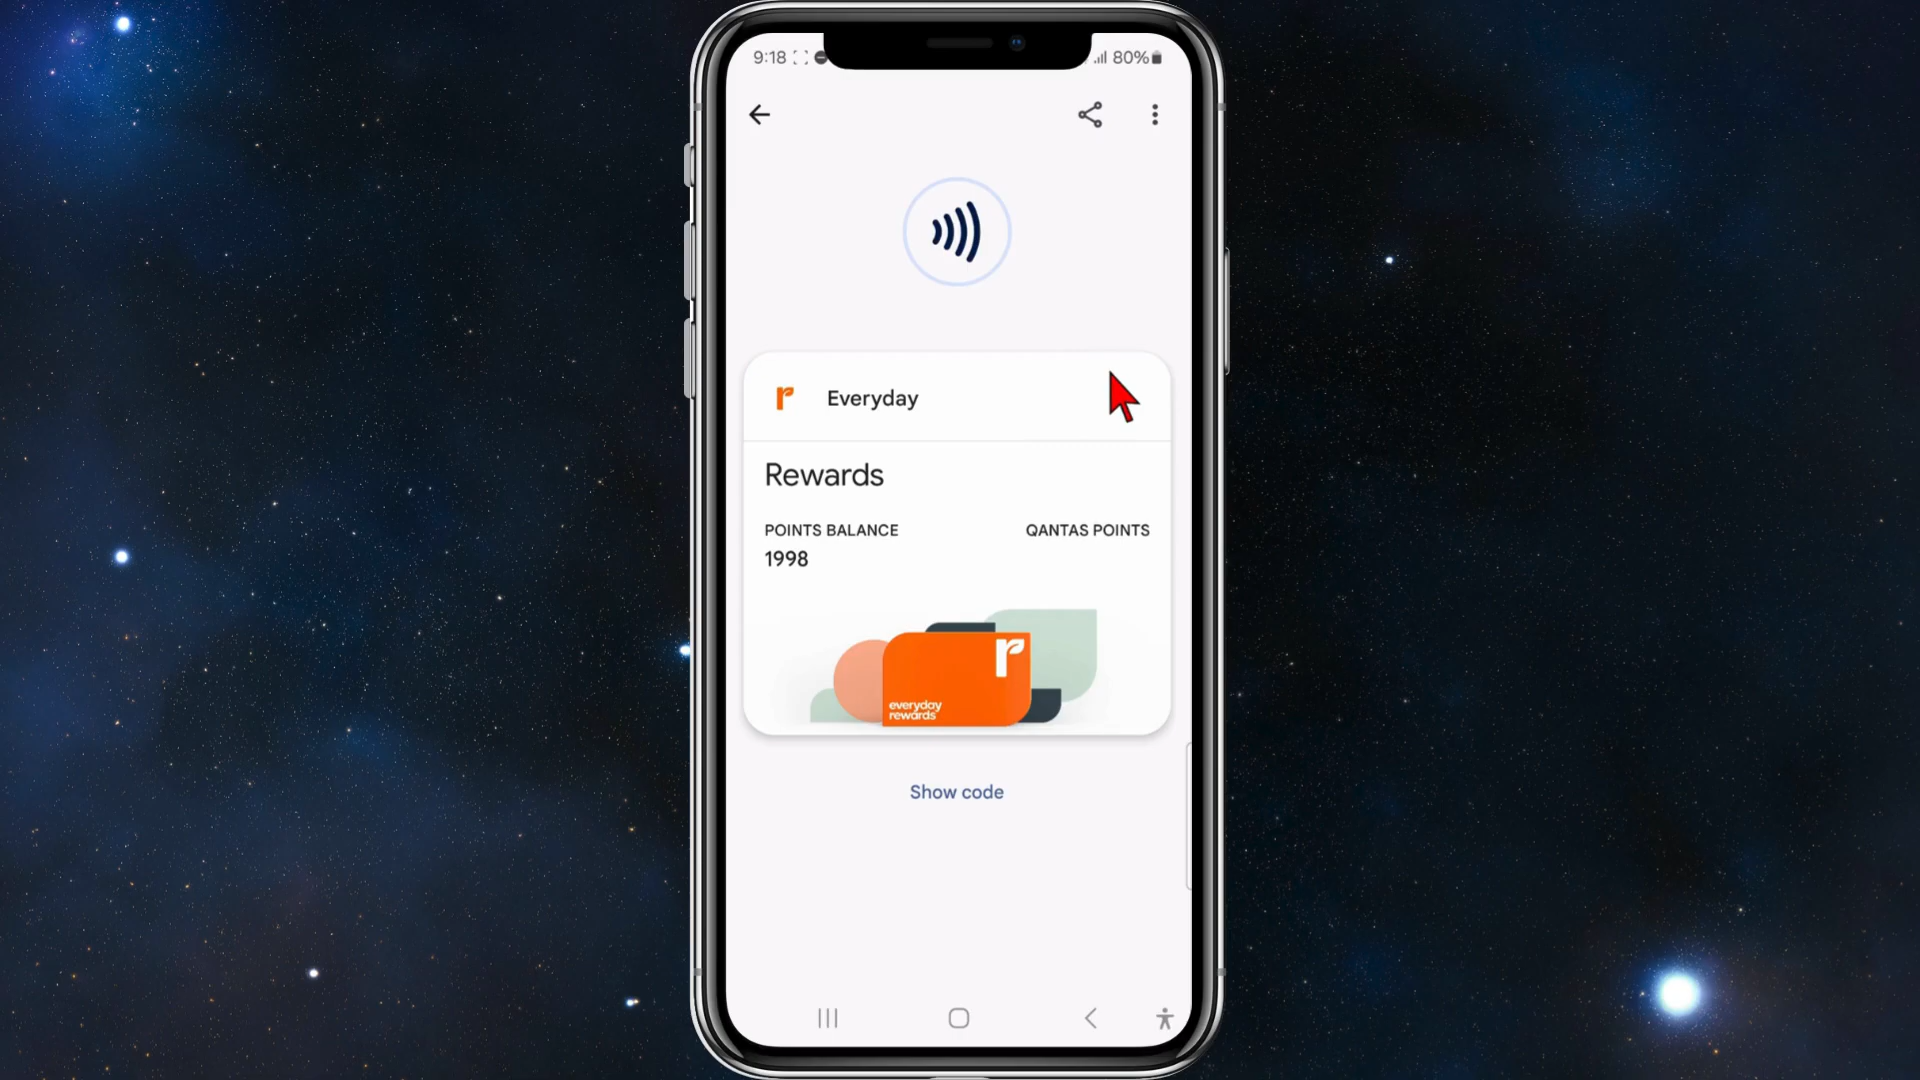 9:18 80%
Everyday
Rewards
POINTS BALANCE QANTAS POINTS
1998
r
everyday
rewards
Show code